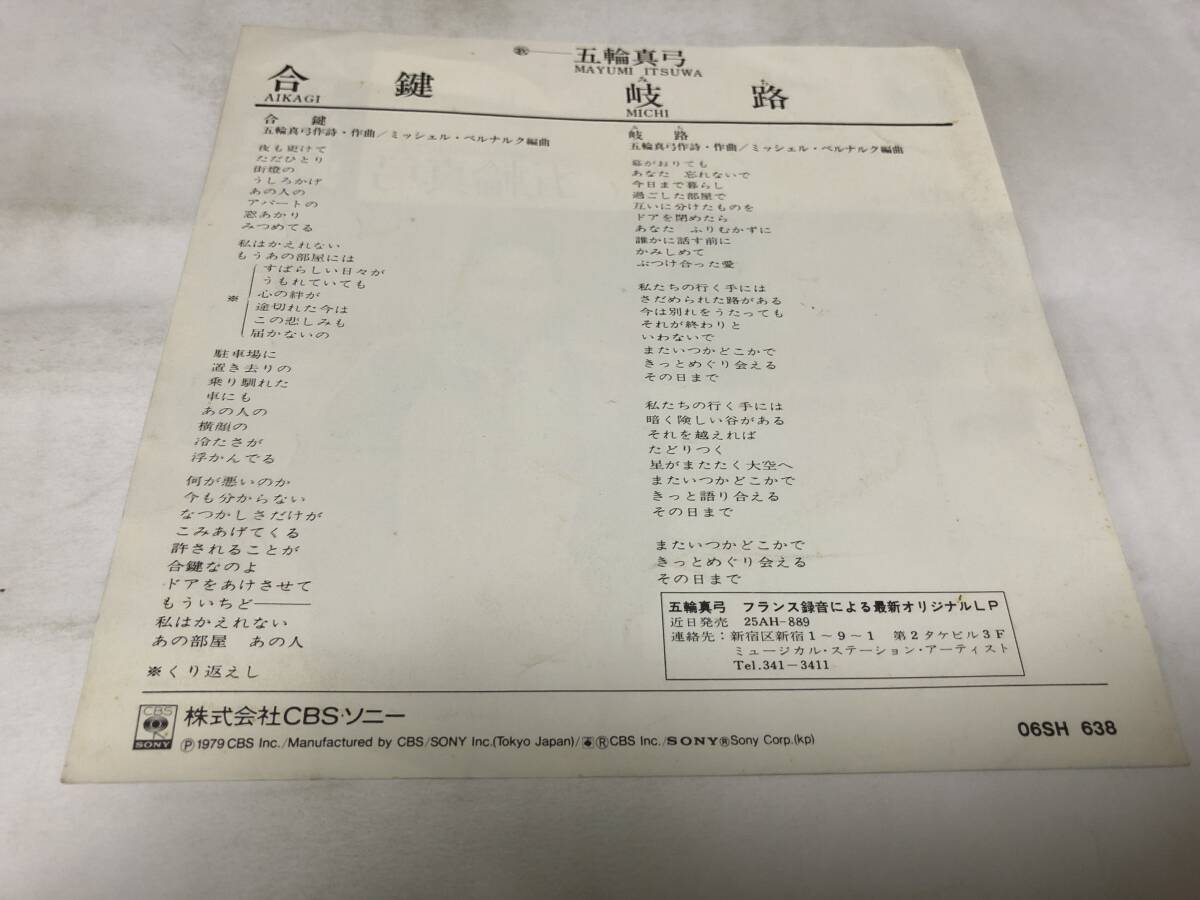 歌――五輪真弓
MAYUMI ITSUWA
合鍵
AIKAGI
岐路
みち
MICHI
合鍵
五輪真弓作詩・作曲/ミッシェル・ベルナルク編曲
夜も更けて
ただひとり
街燈の
うしろかげ
あの人の
アパートの
窓あかり
みつめてる
私はかえれない
もうあの部屋には
※
すばらしい日々が
うもれていても
心の絆が
途切れた今は
この悲しみも
届かないの
駐車場に
置き去りの
乗り馴れた
車にも
あの人の
横顔の
冷たさが
浮かんでる
何が悪いのか
今も分からない
なつかしさだけが
こみあげてくる
許されることが
合鍵なのよ
ドアをあけさせて
もういちど――
私はかえれない
あの部屋 あの人
※くり返えし
みち
岐路
五輪真弓作詩・作曲/ミッシェル・ベルナルク編曲
幕がおりても
あなた 忘れないで
今日まで暮らし
過ごした部屋で
互いに分けたものを
ドアを閉めたら
あなた ふりむかずに
誰かに話す前に
かみしめて
ぶつけ合った愛
私たちの行く手には
さだめられた路がある
今は別れをうたっても
それが終わりと
いわないで
またいつかどこかで
きっとめぐり会える
その日まで
私たちの行く手には
暗く険しい谷がある
それを越えれば
たどりつく
星がまたたく大空へ
またいつかどこかで
きっと語り合える
その日まで
またいつかどこかで
きっとめぐり会える
その日まで
五輪真弓 フランス録音による最新オリジナルLP
近日発売 25AH-889
連絡先:新宿区新宿1-9-1 第2タケビル3F
ミュージカル・ステーション・アーティスト
Tel.341-3411
CBS
SONY
株式会社CBS・ソニー
Ⓟ1979 CBS Inc./Manufactured by CBS/SONY Inc.(Tokyo Japan)/ⓇCBS Inc./SONYⓇSony Corp.(kp)
06SH 638